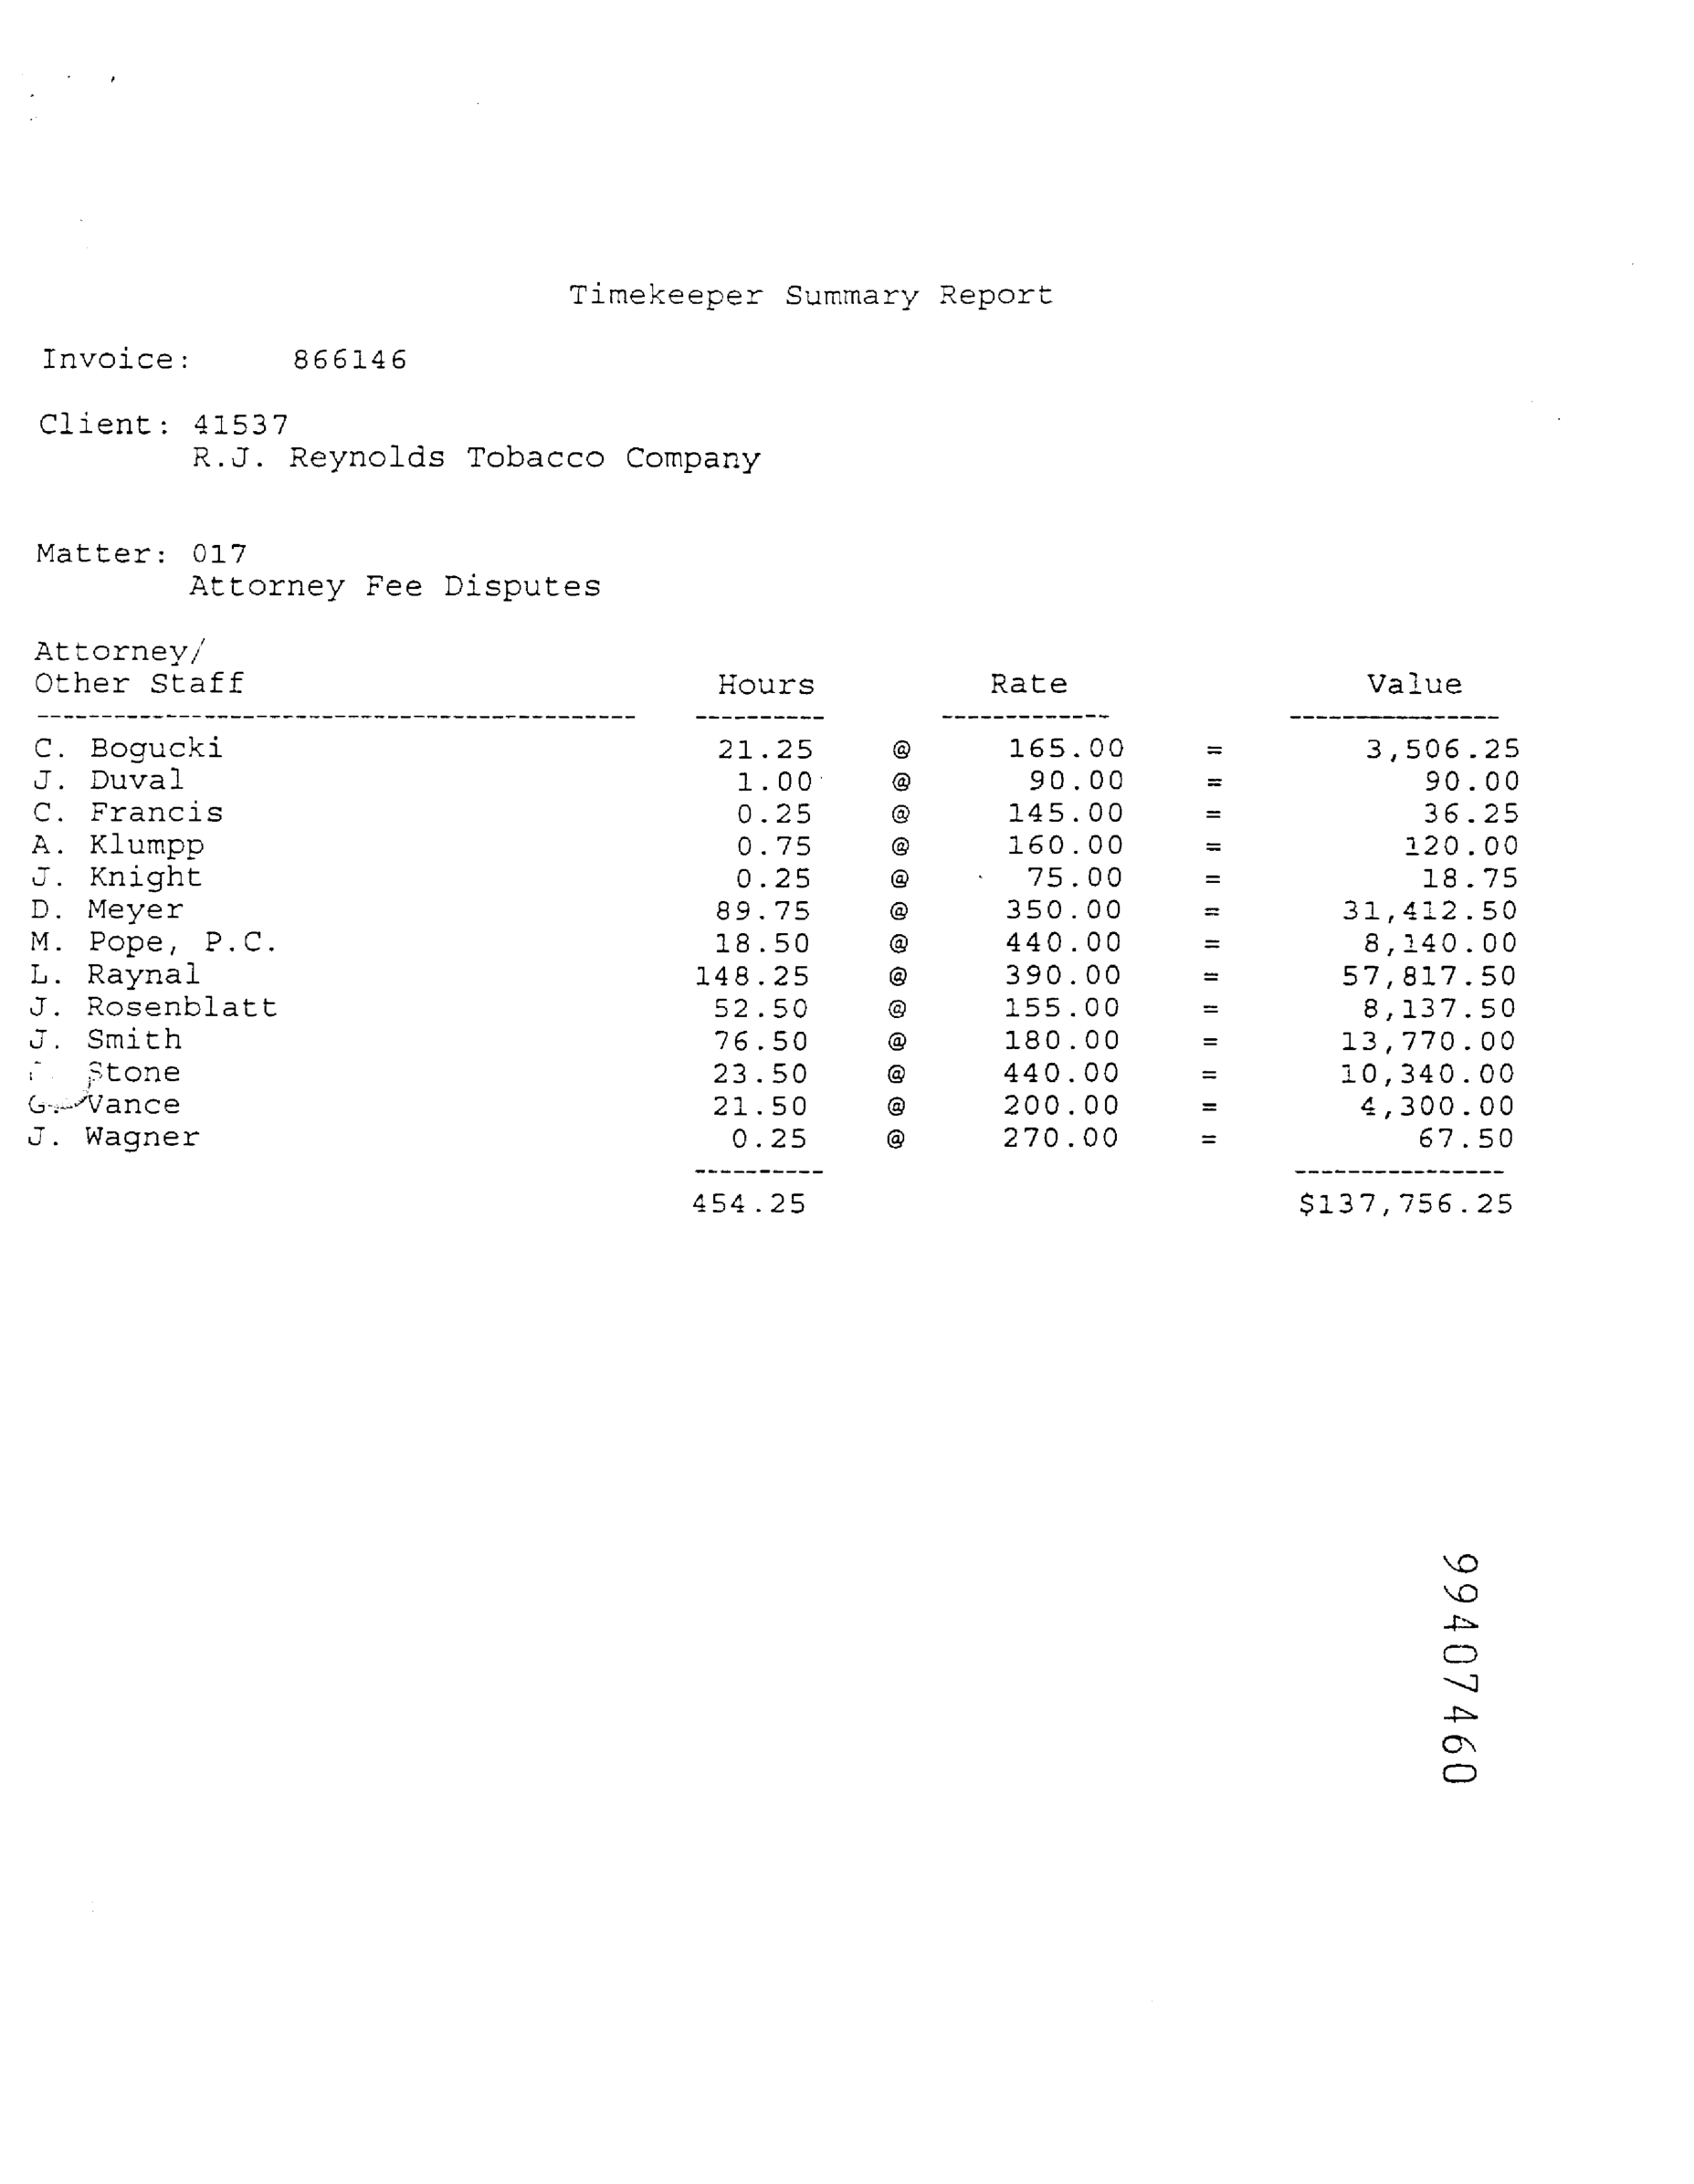 Timekeeper Summary Report
Invoice: 866146
Client: 41537
R.J. Reynolds Tobacco Company
Matter: 017
Attorney Fee Disputes
Attorney/
Other Staff Hours Rate Value
C. Bogucki 21.25 @ 165.00 = 3,506.25
J. Duval 1.00 @ 90.00 = 90.00
C. Francis 0.25 @ 145.00 = 36.25
A. Klumpp 0.75 @ 160.00 = 120.00
J. Knight 0.25 @ 75.00 = 18.75
D. Meyer 89.75 @ 350.00 = 31,412.50
M. Pope, P.C. 18.50 @ 440.00 = 8,140.00
L. Raynal 148.25 @ 390.00 = 57,817.50
J. Rosenblatt 52.50 @ 155.00 = 8,137.50
J. Smith 76.50 @ 180.00 = 13,770.00
Stone 23.50 @ 440.00 = 10,340.00
G. Vance 21.50 @ 200.00 = 4,300.00
J. Wagner 0.25 @ 270.00 = 67.50
454.25 $137,756.25
99407460